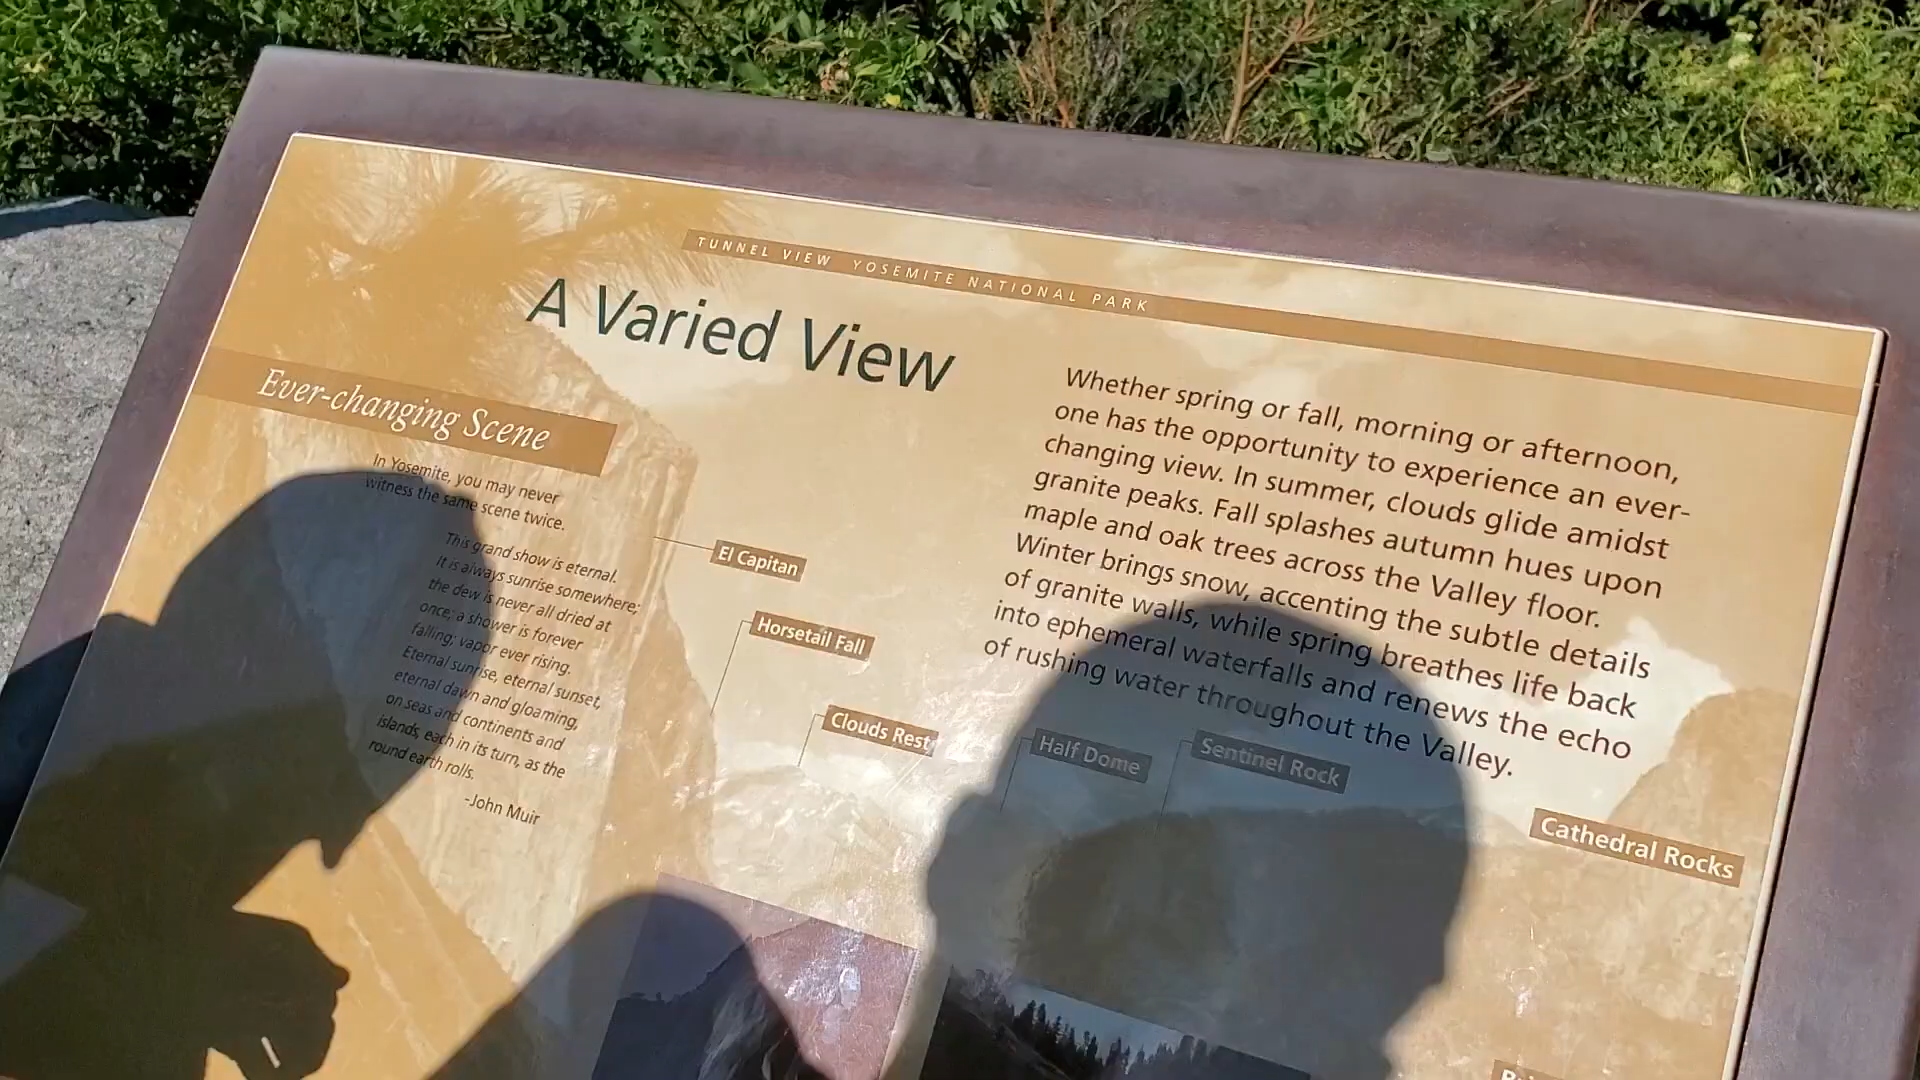 TUNNEL VIEW YOSEMITE NATIONAL PARK
A Varied View
Ever-changing Scene
In Yosemite, you may never
witness the same scene twice.
This grand show is eternal.
It is always sunrise somewhere;
the dew is never all dried at
once; a shower is forever
falling; vapor ever rising.
Eternal sunrise, eternal sunset,
eternal dawn and gloaming,
on seas and continents and
islands, each in its turn, as the
round earth rolls.
-John Muir
Whether spring or fall, morning or afternoon,
one has the opportunity to experience an ever-
changing view. In summer, clouds glide amidst
granite peaks. Fall splashes autumn hues upon
maple and oak trees across the Valley floor.
Winter brings snow, accenting the subtle details
of granite walls, while spring breathes life back
into ephemeral waterfalls and renews the echo
of rushing water throughout the Valley.
El Capitan
Horsetail Fall
Clouds Rest
Half Dome
Sentinel Rock
Cathedral Rocks